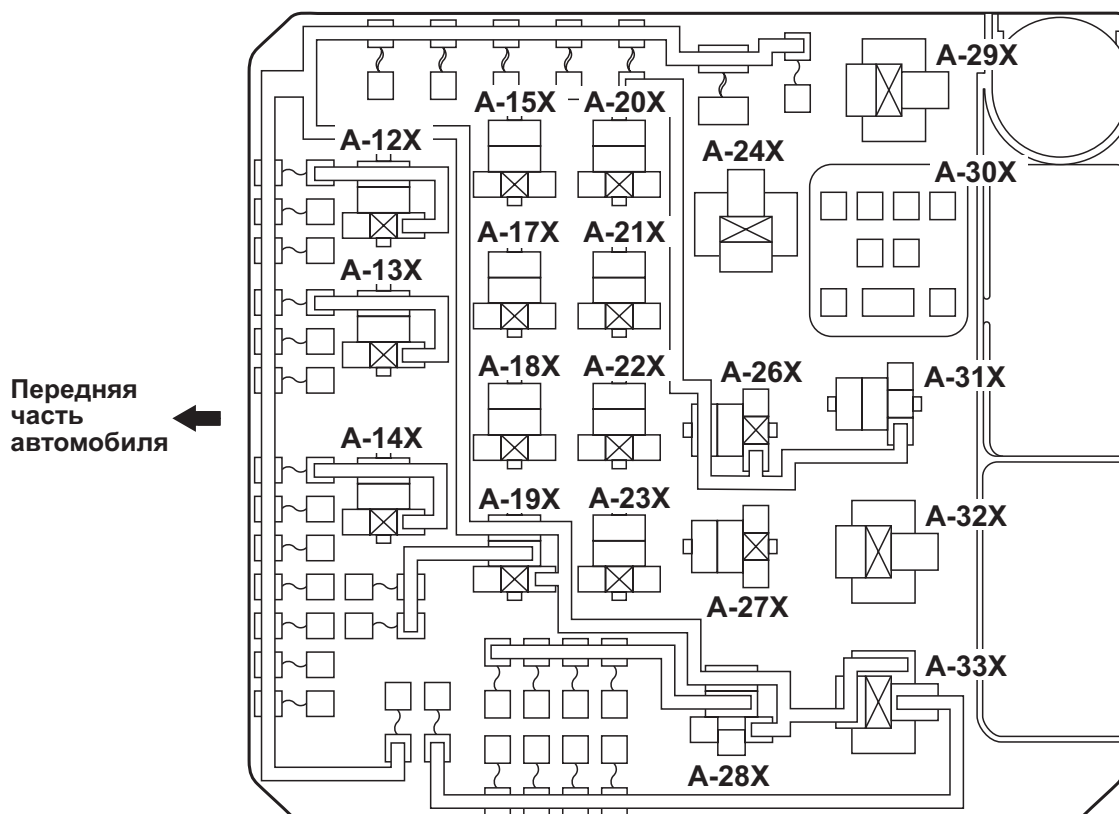 A-29X
A-15X
A-20X
A-12X
A-24X
A-30X
A-17X
A-21X
A-13X
A-18X
A-22X
A-26X
A-31X
Передняя
часть
автомобиля
A-14X
A-19X
A-23X
A-32X
A-27X
A-33X
A-28X